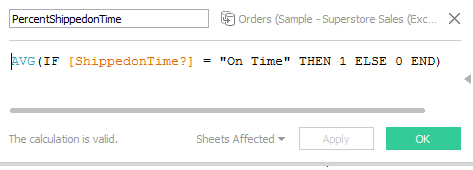 PercentShippedonTime
Orders (Sample - Superstore Sales (Exc...
AVG(IF [ShippedonTime?] = "On Time" THEN 1 ELSE 0 END)
The calculation is valid.
Sheets Affected
Apply
OK